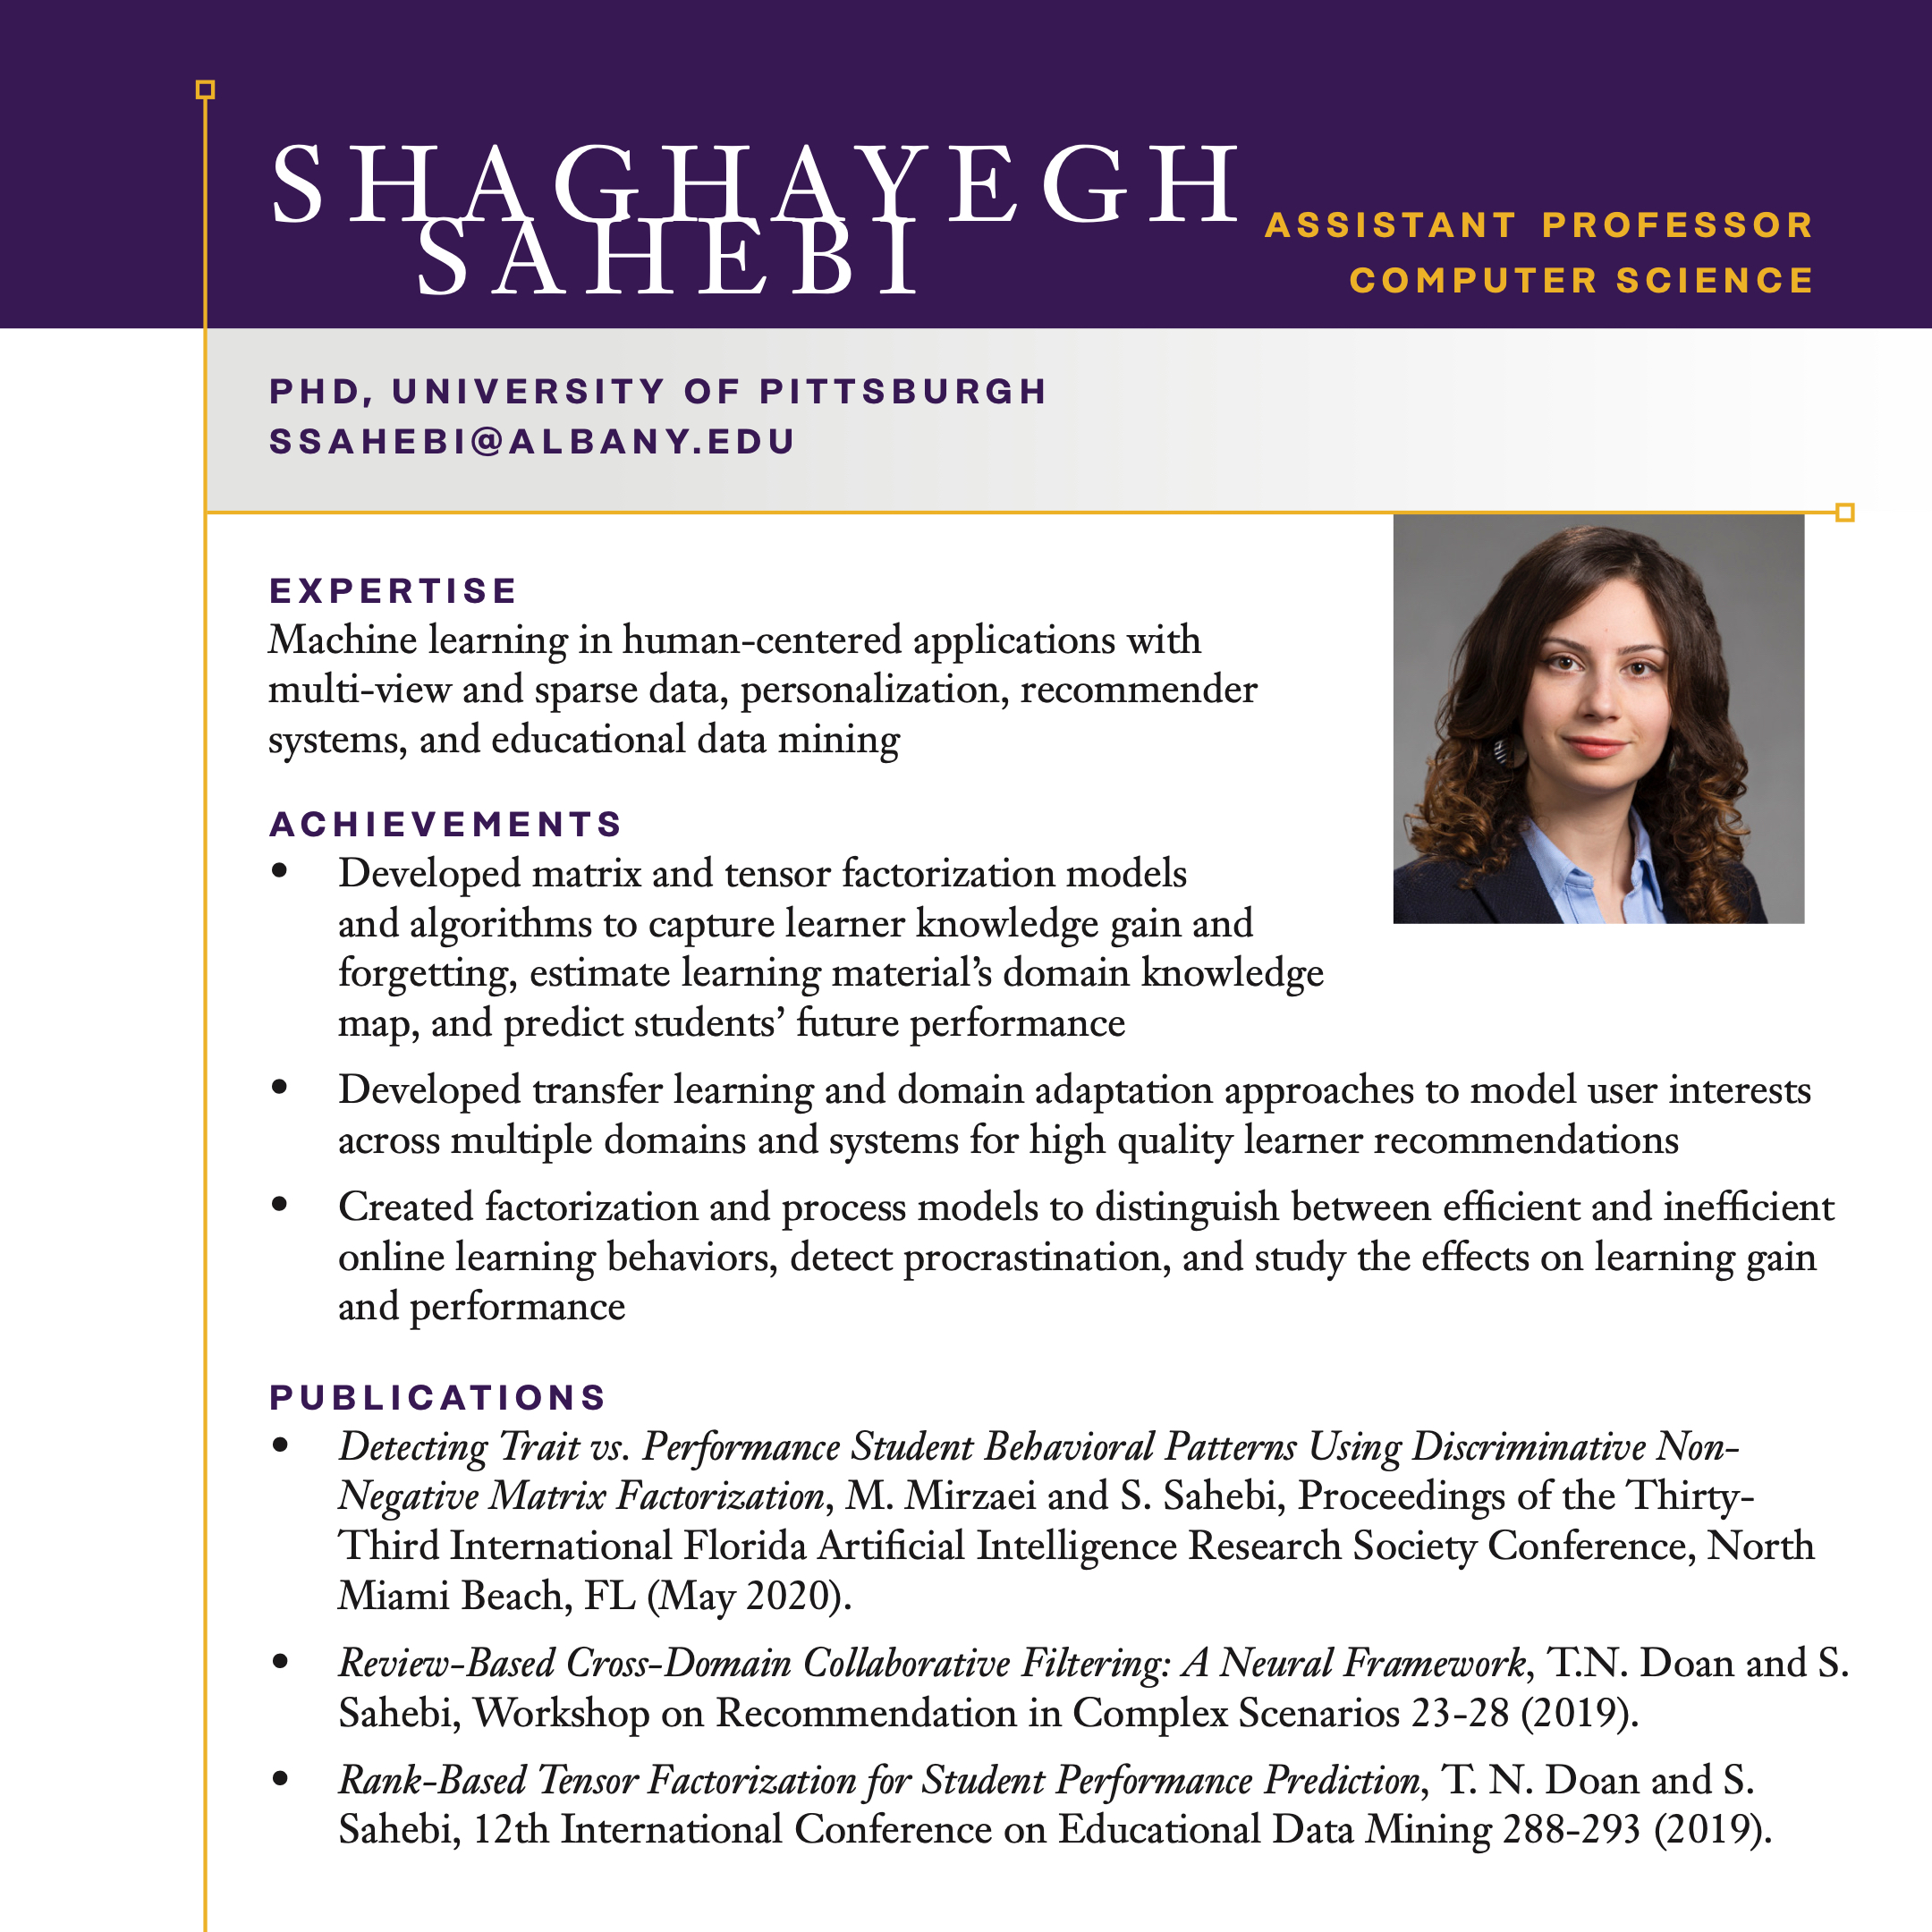 SHAGHAYEGH
SAHEBI
ASSISTANT PROFESSOR
COMPUTER SCIENCE
PHD, UNIVERSITY OF PITTSBURGH
SSAHEBI@ALBANY.EDU
EXPERTISE
Machine learning in human-centered applications with
multi-view and sparse data, personalization, recommender
systems, and educational data mining
ACHIEVEMENTS
• Developed matrix and tensor factorization models
and algorithms to capture learner knowledge gain and
forgetting, estimate learning material’s domain knowledge
map, and predict students’ future performance
• Developed transfer learning and domain adaptation approaches to model user interests
across multiple domains and systems for high quality learner recommendations
• Created factorization and process models to distinguish between efficient and inefficient
online learning behaviors, detect procrastination, and study the effects on learning gain
and performance
PUBLICATIONS
• Detecting Trait vs. Performance Student Behavioral Patterns Using Discriminative Non-
Negative Matrix Factorization, M. Mirzaei and S. Sahebi, Proceedings of the Thirty-
Third International Florida Artificial Intelligence Research Society Conference, North
Miami Beach, FL (May 2020).
• Review-Based Cross-Domain Collaborative Filtering: A Neural Framework, T.N. Doan and S.
Sahebi, Workshop on Recommendation in Complex Scenarios 23-28 (2019).
• Rank-Based Tensor Factorization for Student Performance Prediction, T. N. Doan and S.
Sahebi, 12th International Conference on Educational Data Mining 288-293 (2019).